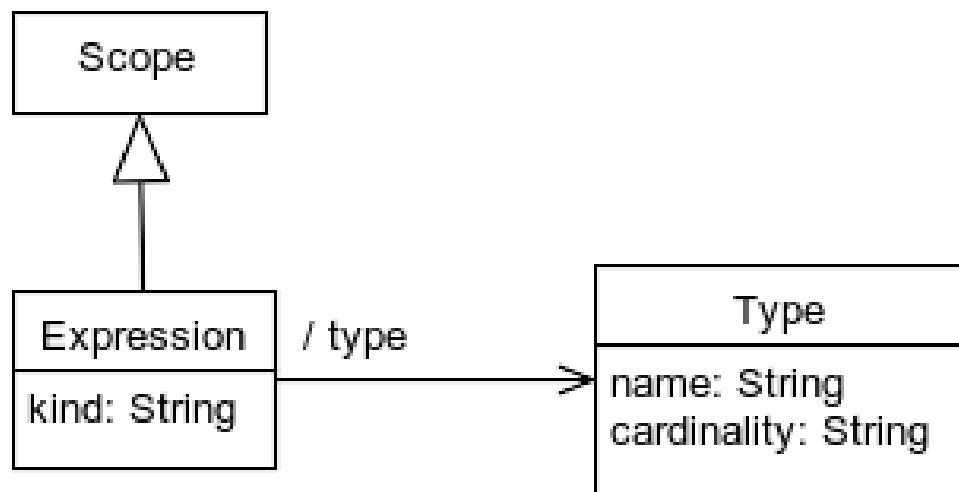 Scope
Expression
/ type
kind: String
Type
name: String
cardinality: String